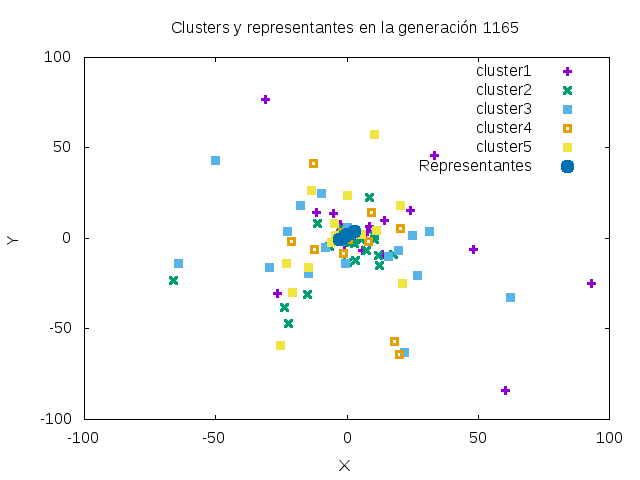 Clusters y representantes en la generación 1165
100
50
0
-50
-100
-100
-50
0
50
100
Y
X
cluster1
cluster2
cluster3
cluster4
cluster5
Representantes